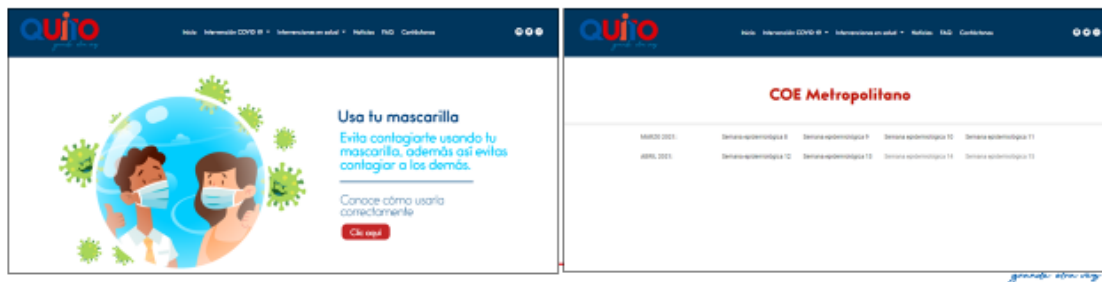 QUITO
grande otra vez
Inicio Intervención COVID-19 Intervenciones en salud Noticias FAQ Contáctenos
Usa tu mascarilla
Evita contagiarte usando tu
mascarilla, además así evitas
contagiar a los demás.
Conoce cómo usarla
correctamente
Clic aquí
QUITO
grande otra vez
Inicio Intervención COVID-19 Intervenciones en salud Noticias FAQ Contáctenos
COE Metropolitano
MARZO 2021: Semana epidemiológica 8 Semana epidemiológica 9 Semana epidemiológica 10 Semana epidemiológica 11
ABRIL 2021: Semana epidemiológica 12 Semana epidemiológica 13 Semana epidemiológica 14 Semana epidemiológica 15
grande otra vez